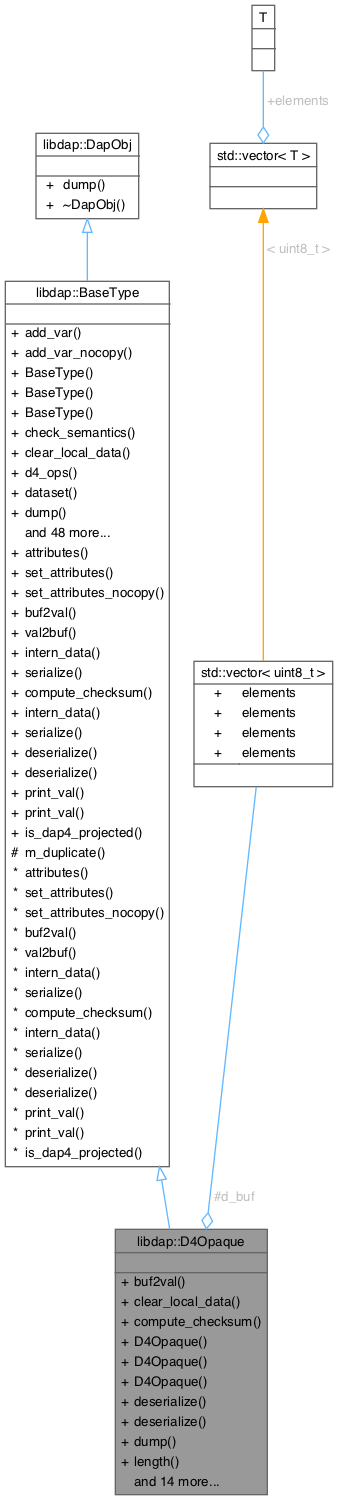 T
+elements
libdap::DapObj
+ dump()
+ ~DapObj()
std::vector< T >
< uint8_t >
libdap::BaseType
+ add_var()
+ add_var_nocopy()
+ BaseType()
+ BaseType()
+ BaseType()
+ check_semantics()
+ clear_local_data()
+ d4_ops()
+ dataset()
+ dump()
and 48 more...
+ attributes()
+ set_attributes()
+ set_attributes_nocopy()
+ buf2val()
+ val2buf()
+ intern_data()
+ serialize()
+ compute_checksum()
+ intern_data()
+ serialize()
+ deserialize()
+ deserialize()
+ print_val()
+ print_val()
+ is_dap4_projected()
# m_duplicate()
* attributes()
* set_attributes()
* set_attributes_nocopy()
* buf2val()
* val2buf()
* intern_data()
* serialize()
* compute_checksum()
* intern_data()
* serialize()
* deserialize()
* deserialize()
* print_val()
* print_val()
* is_dap4_projected()
std::vector< uint8_t >
+ elements
+ elements
+ elements
+ elements
#d_buf
libdap::D4Opaque
+ buf2val()
+ clear_local_data()
+ compute_checksum()
+ D4Opaque()
+ D4Opaque()
+ D4Opaque()
+ deserialize()
+ deserialize()
+ dump()
+ length()
and 14 more...